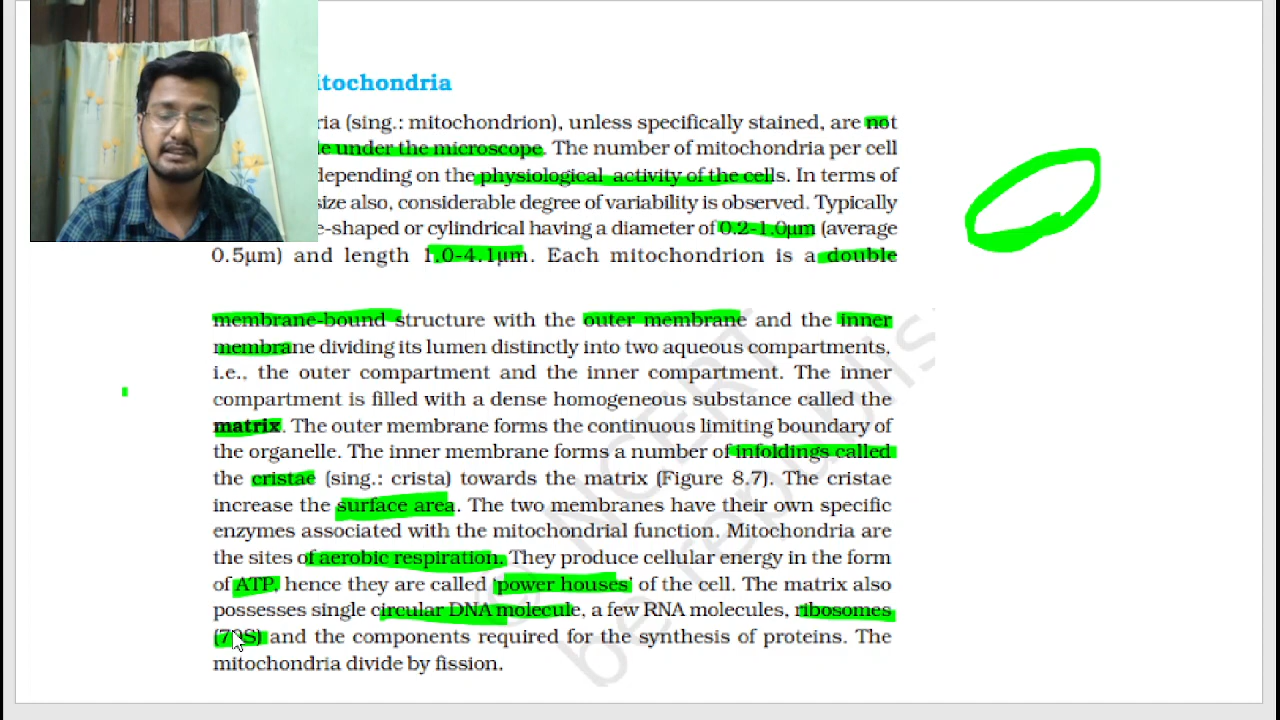 itochondria
ria (sing.: mitochondrion), unless specifically stained, are not
le under the microscope. The number of mitochondria per cell
depending on the physiological activity of the cells. In terms of
size also, considerable degree of variability is observed. Typically
e-shaped or cylindrical having a diameter of 0.2-1.0µm (average
0.5µm) and length 1.0-4.1µm. Each mitochondrion is a double
membrane-bound structure with the outer membrane and the inner
membrane dividing its lumen distinctly into two aqueous compartments,
i.e., the outer compartment and the inner compartment. The inner
compartment is filled with a dense homogeneous substance called the
matrix. The outer membrane forms the continuous limiting boundary of
the organelle. The inner membrane forms a number of infoldings called
the cristae (sing.: crista) towards the matrix (Figure 8.7). The cristae
increase the surface area. The two membranes have their own specific
enzymes associated with the mitochondrial function. Mitochondria are
the sites of aerobic respiration. They produce cellular energy in the form
of ATP, hence they are called 'power houses' of the cell. The matrix also
possesses single circular DNA molecule, a few RNA molecules, ribosomes
(70S) and the components required for the synthesis of proteins. The
mitochondria divide by fission.
© NCERT
be republis